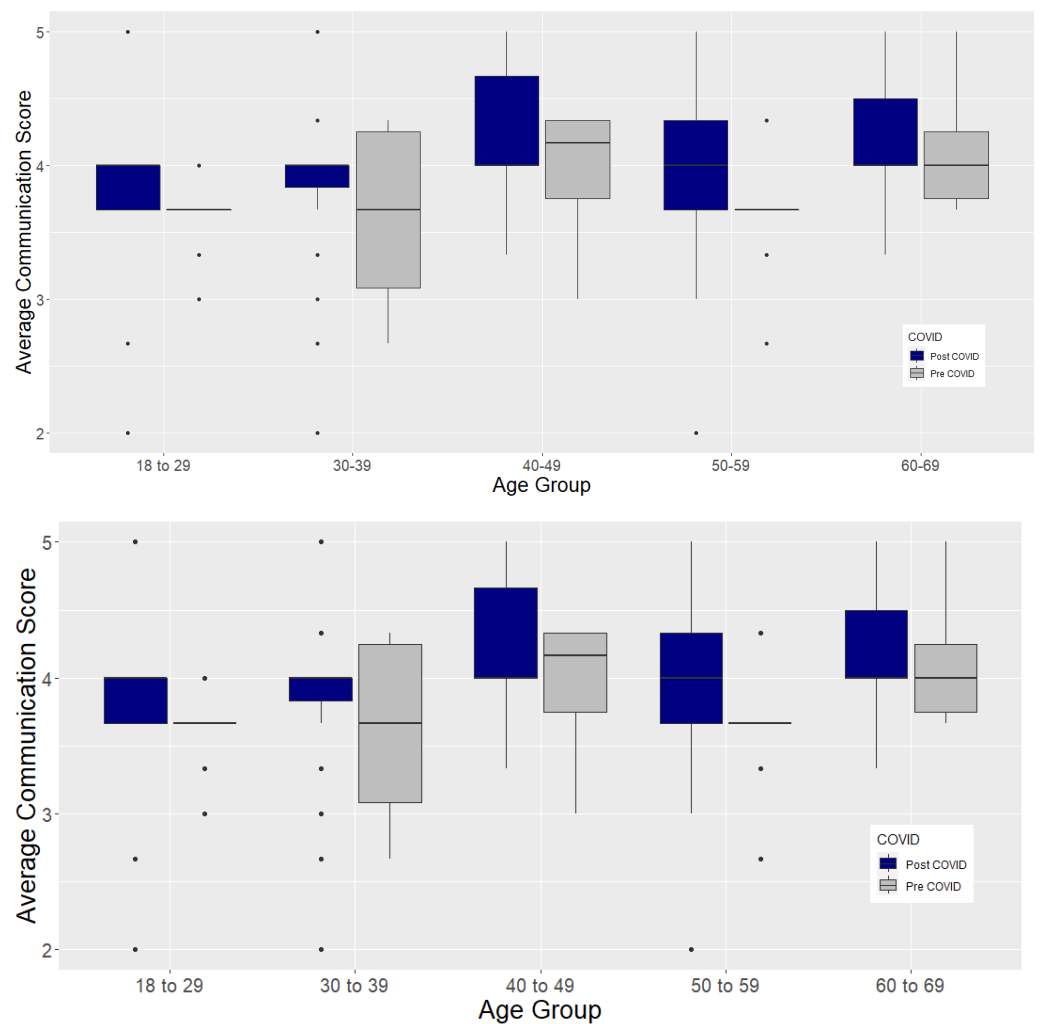 5
Average Communication Score
4
3
COVID
Post COVID
Pre COVID
2
18 to 29 30-39 40-49 50-59 60-69
Age Group
5
Average Communication Score
4
3
COVID
Post COVID
Pre COVID
2
18 to 29 30 to 39 40 to 49 50 to 59 60 to 69
Age Group